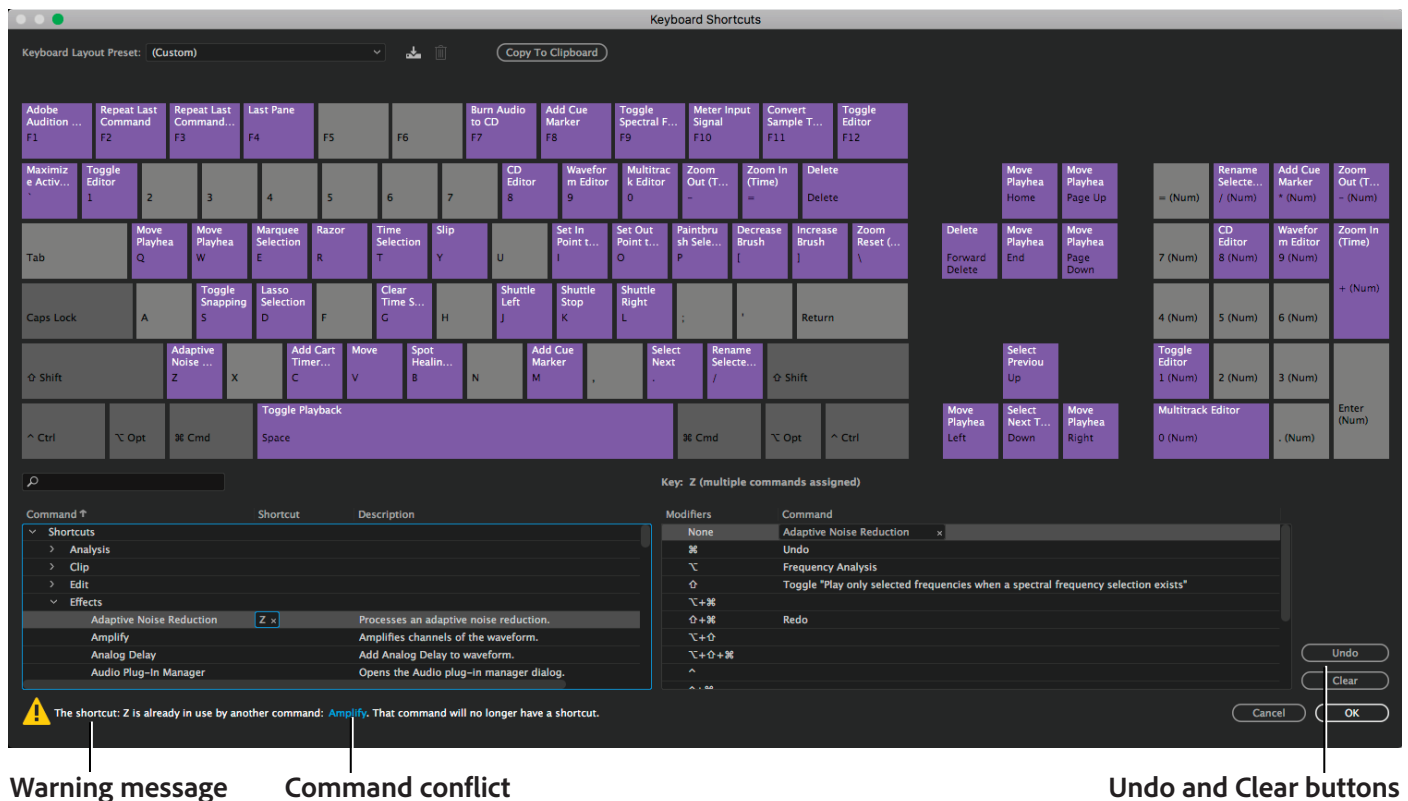 Keyboard Shortcuts
Keyboard Layout Preset: (Custom)
Copy To Clipboard
Adobe Audition ... F1
Repeat Last Command F2
Repeat Last Command... F3
Last Pane F4
F5
F6
Burn Audio to CD F7
Add Cue Marker F8
Toggle Spectral F... F9
Meter Input Signal F10
Convert Sample T... F11
Toggle Editor F12
Maximiz e Activ... `
Toggle Editor 1
2
3
4
5
6
7
CD Editor 8
Wavefor m Editor 9
Multitrac k Editor 0
Zoom Out (T... -
Zoom In (Time) =
Delete Delete
Move Playhea Home
Move Playhea Page Up
= (Num)
Rename Selecte... / (Num)
Add Cue Marker * (Num)
Zoom Out (T... - (Num)
Tab
Move Playhea Q
Move Playhea W
Marquee Selection E
Razor R
Time Selection T
Slip Y
U
Set In Point t... I
Set Out Point t... O
Paintbru sh Sele... P
Decrease Brush [
Increase Brush ]
Zoom Reset (... \
Delete Forward Delete
Move Playhea End
Move Playhea Page Down
7 (Num)
CD Editor 8 (Num)
Wavefor m Editor 9 (Num)
Zoom In (Time) + (Num)
Caps Lock
A
Toggle Snapping S
Lasso Selection D
F
Clear Time S... G
H
Shuttle Left J
Shuttle Stop K
Shuttle Right L
;
'
Return
4 (Num)
5 (Num)
6 (Num)
⇧ Shift
Adaptive Noise ... Z
X
Add Cart Timer... C
Move V
Spot Healin... B
N
Add Cue Marker M
,
Select Next .
Rename Selecte... /
⇧ Shift
Select Previou Up
Toggle Editor 1 (Num)
2 (Num)
3 (Num)
Enter (Num)
^ Ctrl
⌥ Opt
⌘ Cmd
Toggle Playback Space
⌘ Cmd
⌥ Opt
^ Ctrl
Move Playhea Left
Select Next T... Down
Move Playhea Right
Multitrack Editor 0 (Num)
. (Num)
Key: Z (multiple commands assigned)
Command ↑ Shortcut Description
Shortcuts
Analysis
Clip
Edit
Effects
Adaptive Noise Reduction Z × Processes an adaptive noise reduction.
Amplify Amplifies channels of the waveform.
Analog Delay Add Analog Delay to waveform.
Audio Plug-In Manager Opens the Audio plug-in manager dialog.
Modifiers Command
None Adaptive Noise Reduction ×
⌘ Undo
⌥ Frequency Analysis
⇧ Toggle "Play only selected frequencies when a spectral frequency selection exists"
⌥+⌘
⇧+⌘ Redo
⌥+⇧
⌥+⇧+⌘
^
Undo
Clear
The shortcut: Z is already in use by another command: Amplify. That command will no longer have a shortcut.
Cancel
OK
Warning message
Command conflict
Undo and Clear buttons